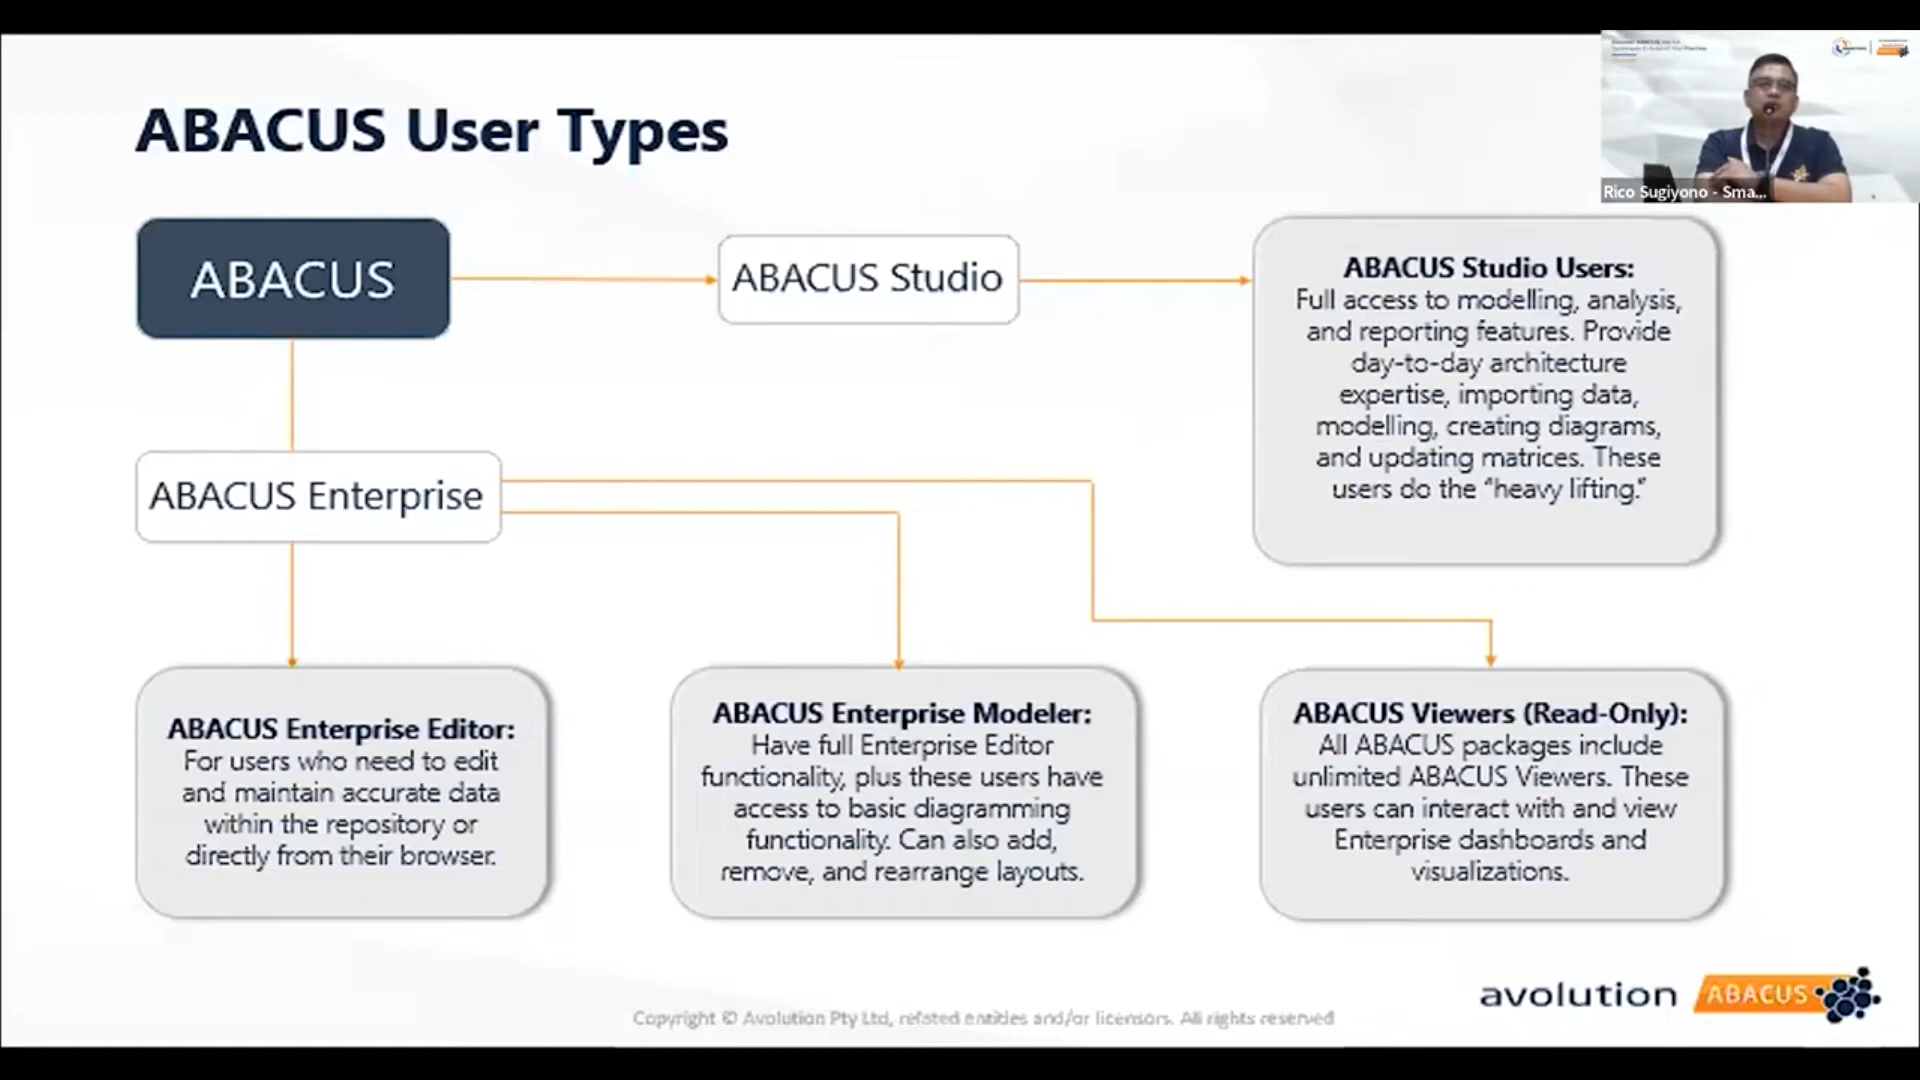 ABACUS User Types
Rico Sugiyono - Sma...
ABACUS
ABACUS Studio
ABACUS Studio Users:
Full access to modelling, analysis,
and reporting features. Provide
day-to-day architecture
expertise, importing data,
modelling, creating diagrams,
and updating matrices. These
users do the “heavy lifting.”
ABACUS Enterprise
ABACUS Enterprise Editor:
For users who need to edit
and maintain accurate data
within the repository or
directly from their browser.
ABACUS Enterprise Modeler:
Have full Enterprise Editor
functionality, plus these users have
access to basic diagramming
functionality. Can also add,
remove, and rearrange layouts.
ABACUS Viewers (Read-Only):
All ABACUS packages include
unlimited ABACUS Viewers. These
users can interact with and view
Enterprise dashboards and
visualizations.
avolution ABACUS
Copyright © Avolution Pty Ltd, related entities and/or licensors. All rights reserved